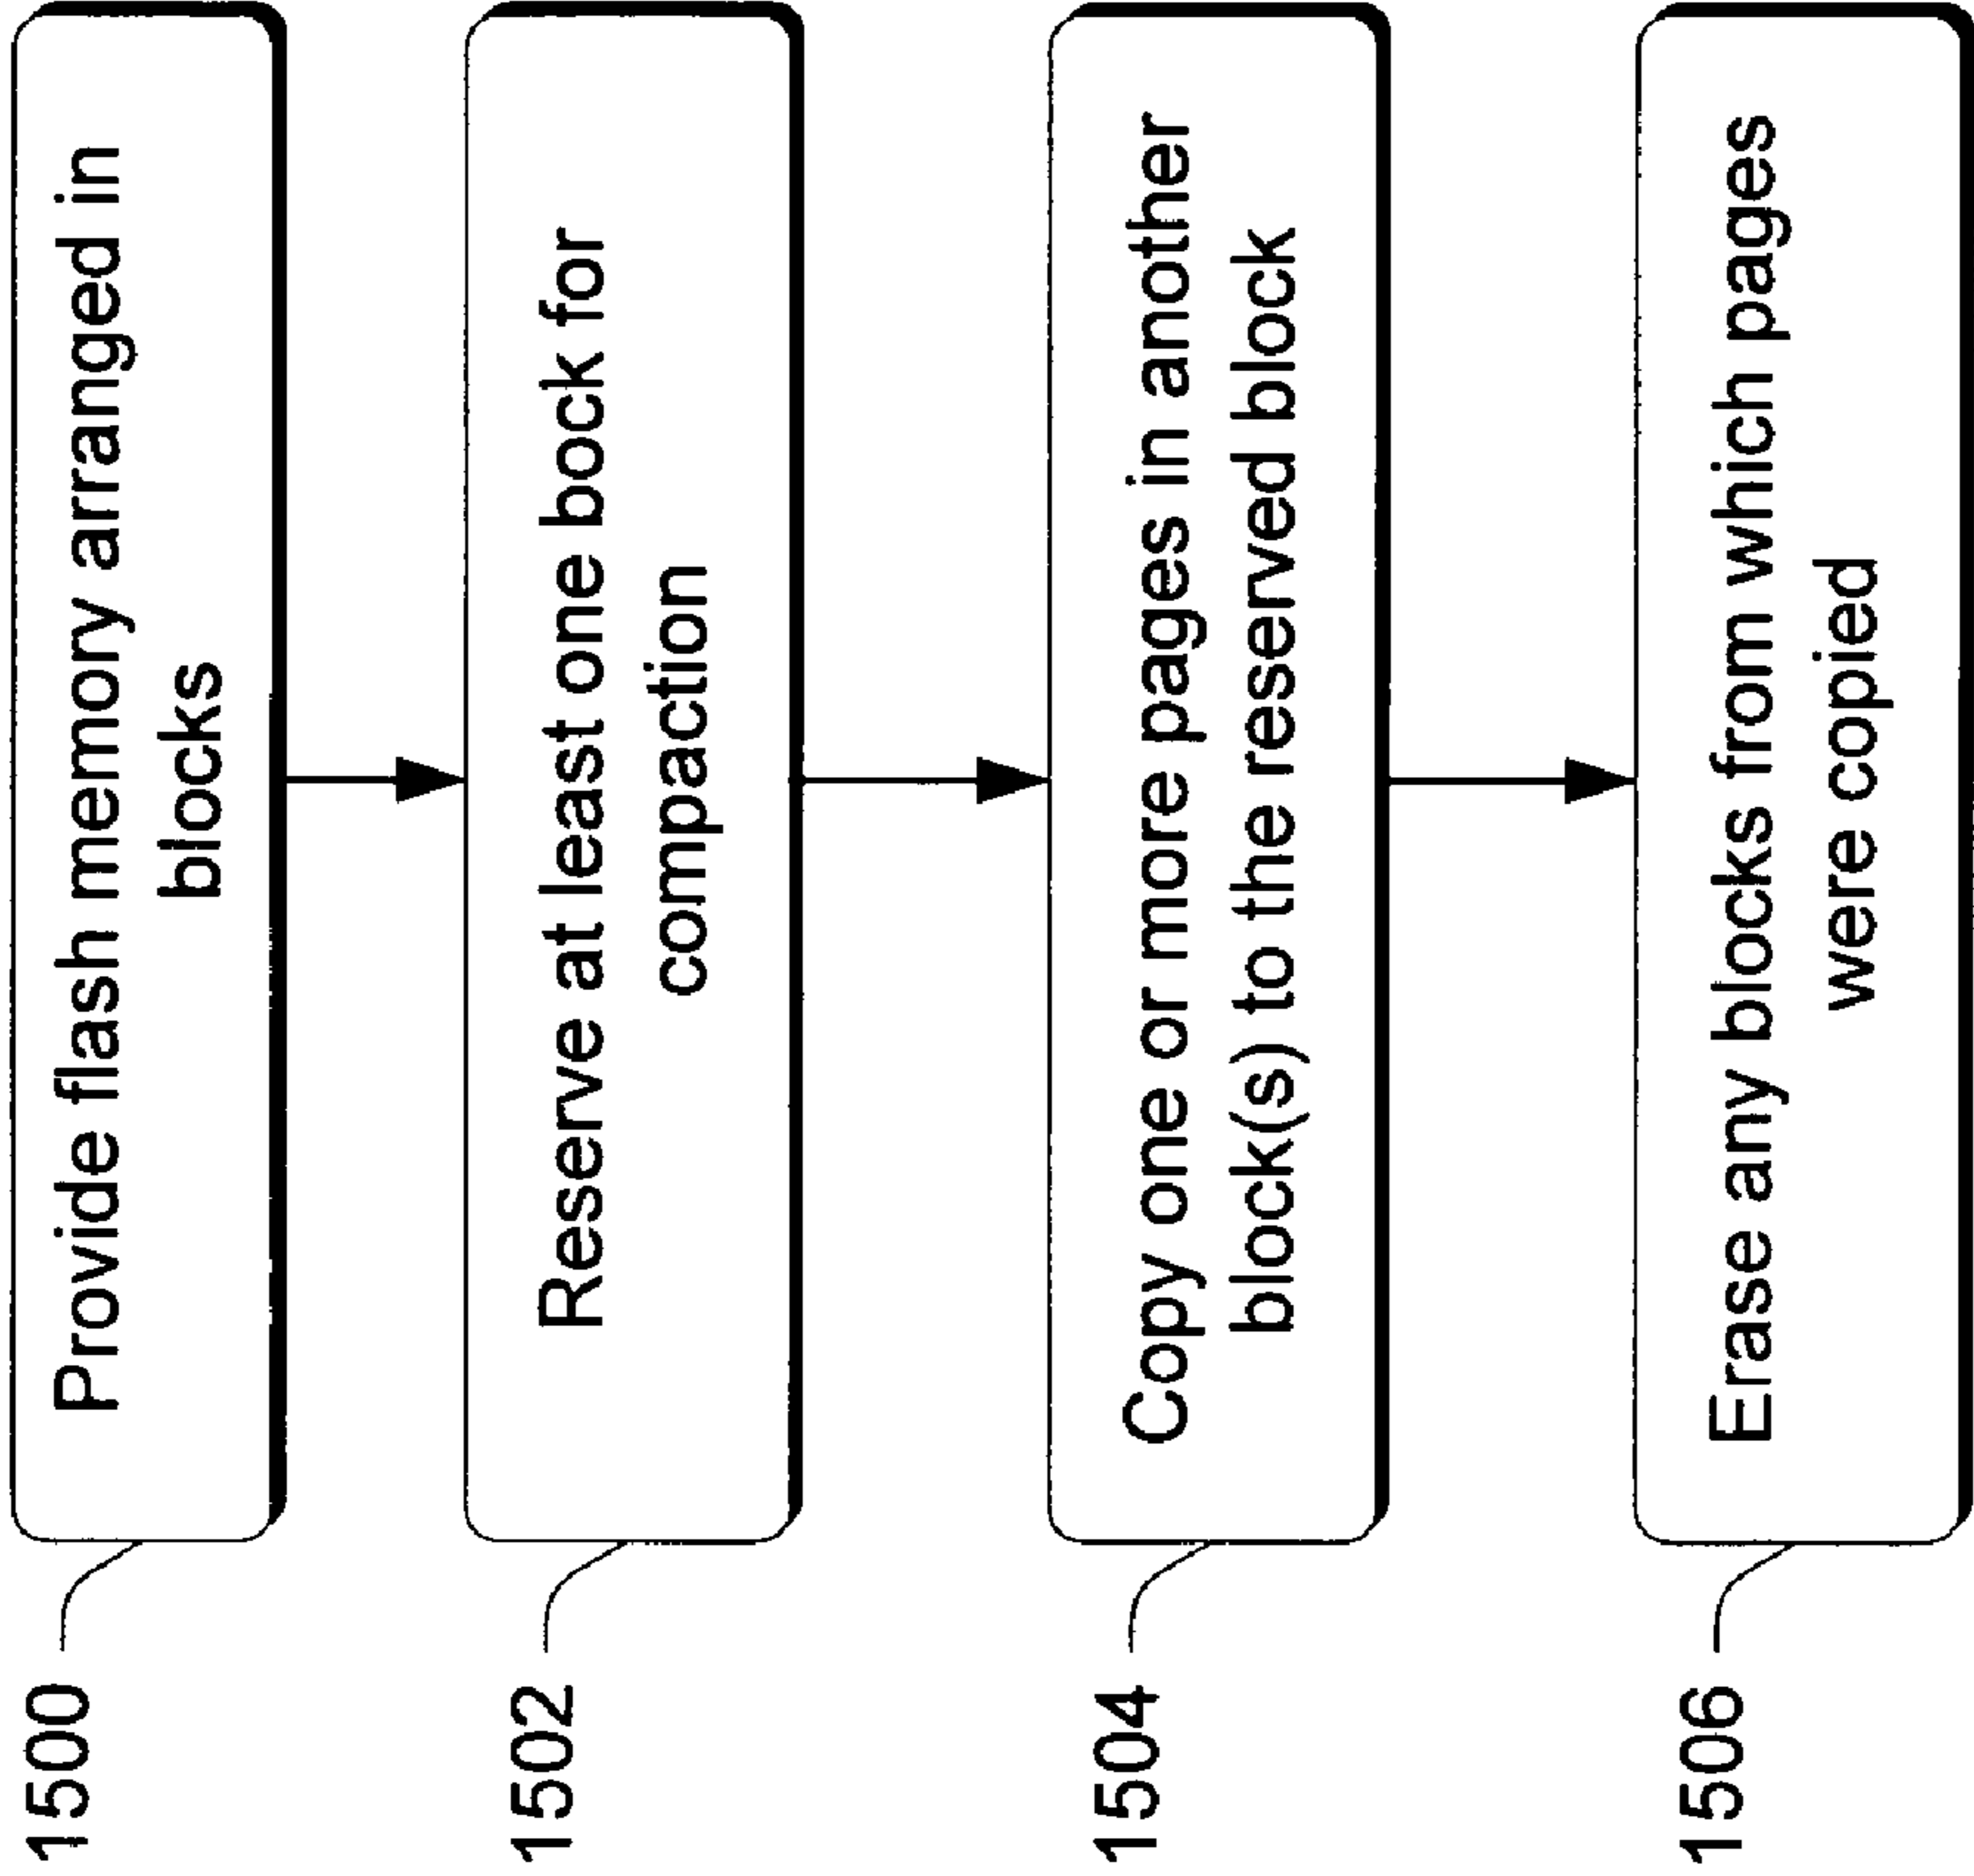 1500
Provide flash memory arranged in
blocks
1502
Reserve at least one bock for
compaction
1504
Copy one or more pages in another
block(s) to the reserved block
1506
Erase any blocks from which pages
were copied